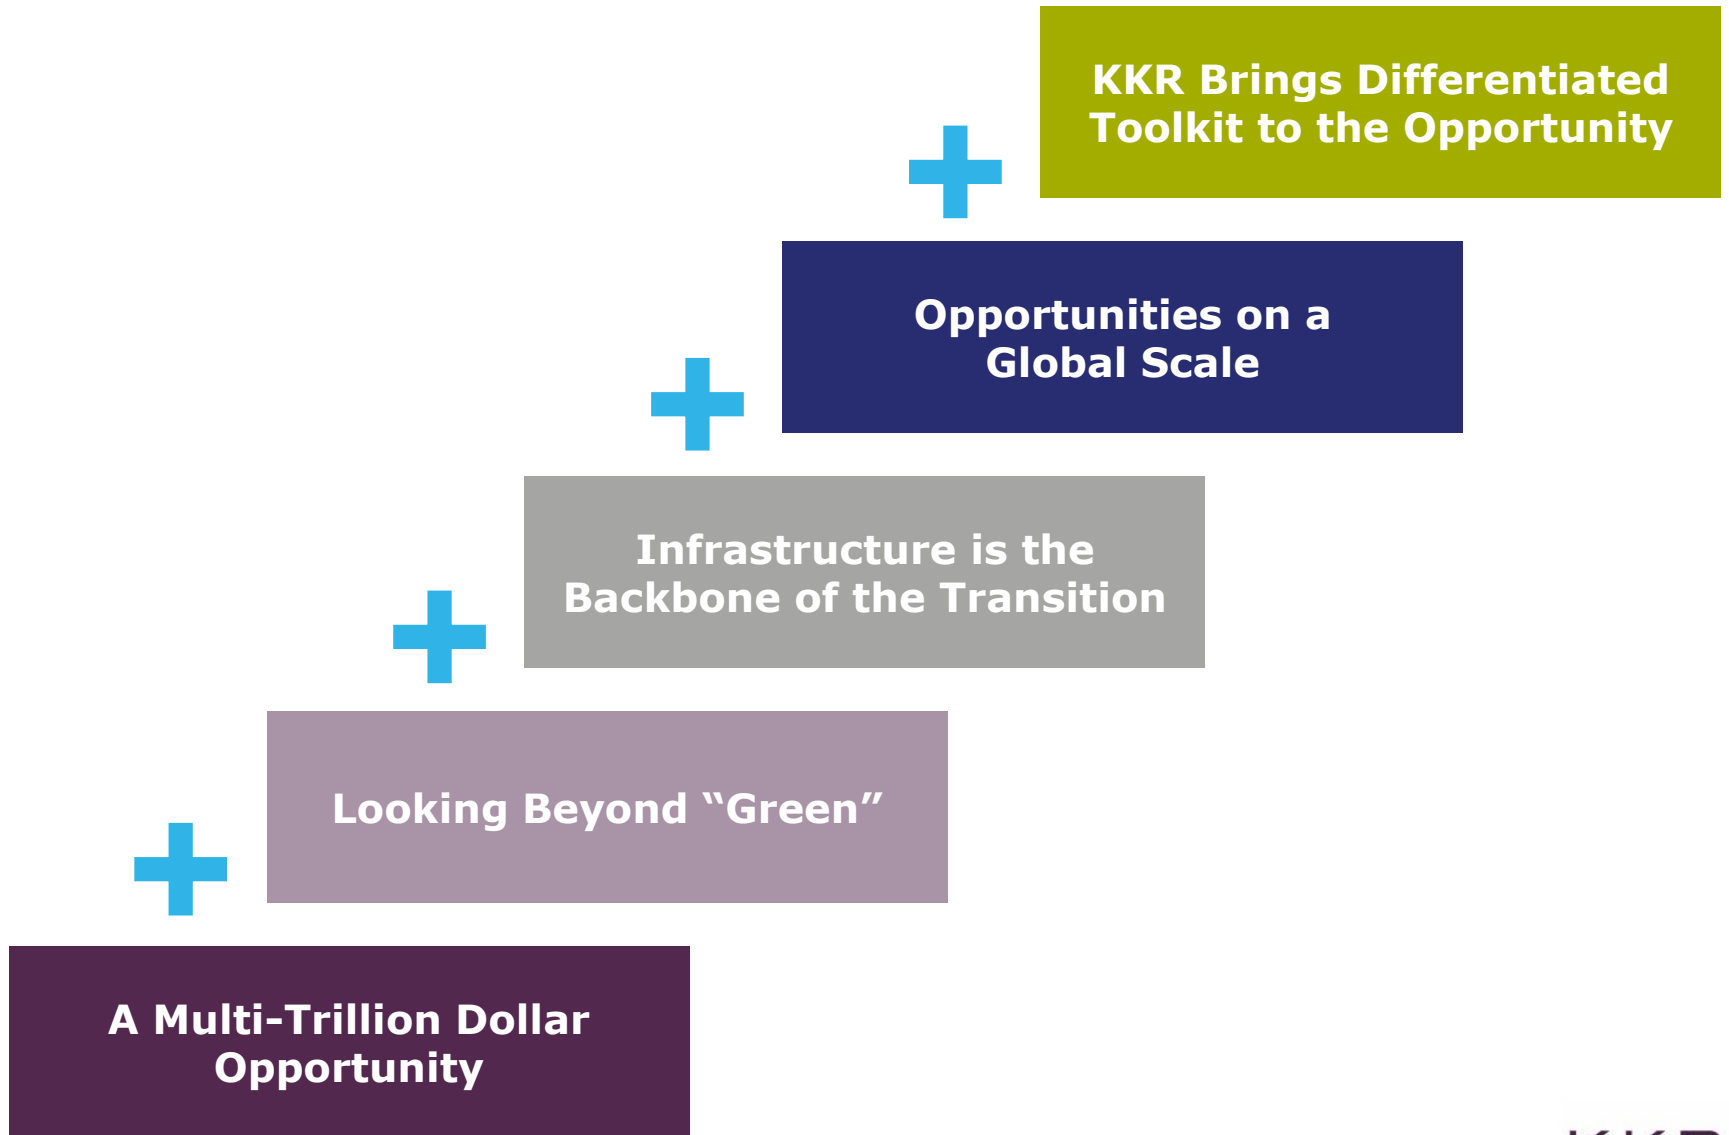 KKR Brings Differentiated
Toolkit to the Opportunity
Opportunities on a
Global Scale
Infrastructure is the
Backbone of the Transition
Looking Beyond “Green”
A Multi-Trillion Dollar
Opportunity